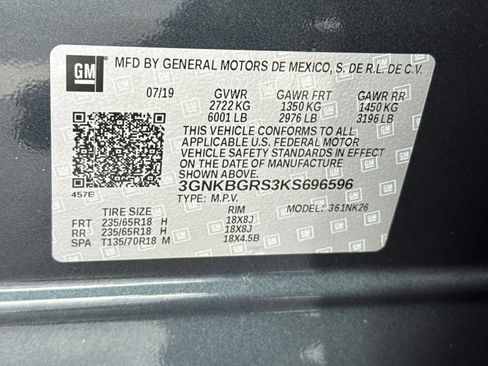 GM
MFD BY GENERAL MOTORS DE MEXICO, S. DE R.L. DE C.V.
07/19 GVWR GAWR FRT GAWR RR
2722 KG 1350 KG 1450 KG
6001 LB 2976 LB 3196 LB
THIS VEHICLE CONFORMS TO ALL
APPLICABLE U.S. FEDERAL MOTOR
VEHICLE SAFETY STANDARDS IN EFFECT
ON THE DATE OF MANUFACTURE SHOWN ABOVE.
457B
3GNKBGRS3KS696596
TYPE: M.P.V. MODEL: 361NK26
TIRE SIZE RIM
FRT 235/65R18 H 18X8J
RR 235/65R18 H 18X8J
SPA T135/70R18 M 18X4.5B